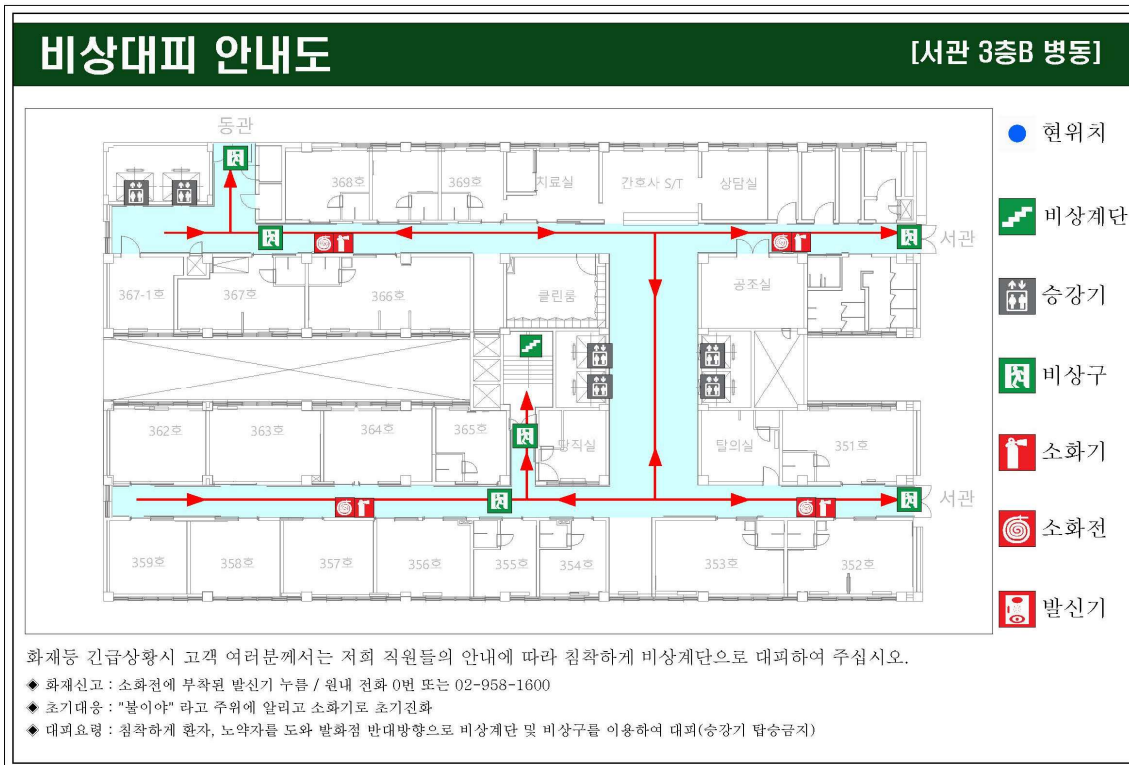 비상대피 안내도
[서관 3층B 병동]
동관
368호
369호
치료실
간호사 S/T
상담실
서관
367-1호
367호
366호
클린룸
공조실
362호
363호
364호
365호
당직실
탈의실
351호
서관
359호
358호
357호
356호
355호
354호
353호
352호
현위치
비상계단
승강기
비상구
소화기
소화전
발신기
화재등 긴급상황시 고객 여러분께서는 저희 직원들의 안내에 따라 침착하게 비상계단으로 대피하여 주십시오.
◆ 화재신고 : 소화전에 부착된 발신기 누름 / 원내 전화 0번 또는 02-958-1600
◆ 초기대응 : "불이야" 라고 주위에 알리고 소화기로 초기진화
◆ 대피요령 : 침착하게 환자, 노약자를 도와 발화점 반대방향으로 비상계단 및 비상구를 이용하여 대피(승강기 탑승금지)